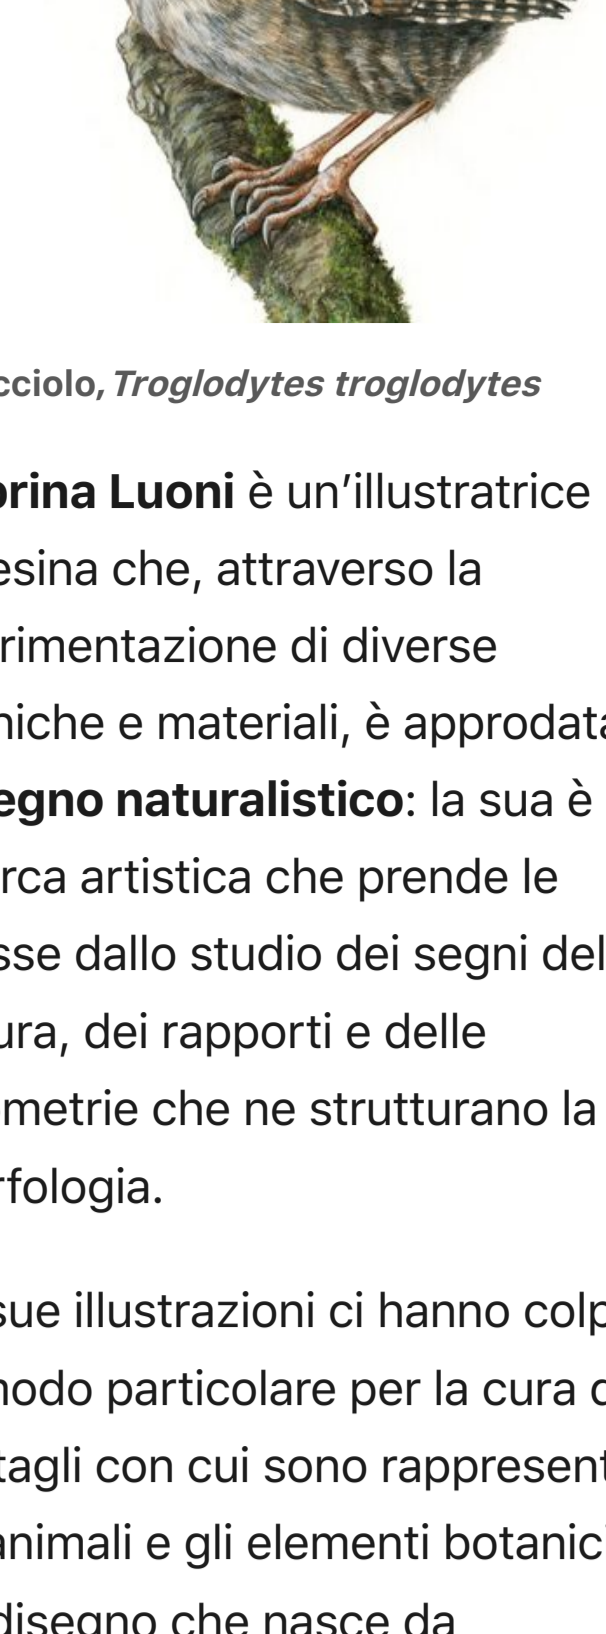 cciolo, Troglodytes troglodytes
brina Luoni è un’illustratrice
esina che, attraverso la
rimentazione di diverse
niche e materiali, è approdata
egno naturalistico: la sua è
rca artistica che prende le
sse dallo studio dei segni del
ura, dei rapporti e delle
metrie che ne strutturano la
rfologia.
sue illustrazioni ci hanno colp
modo particolare per la cura d
tagli con cui sono rappresent
animali e gli elementi botanici
disegno che nasce da